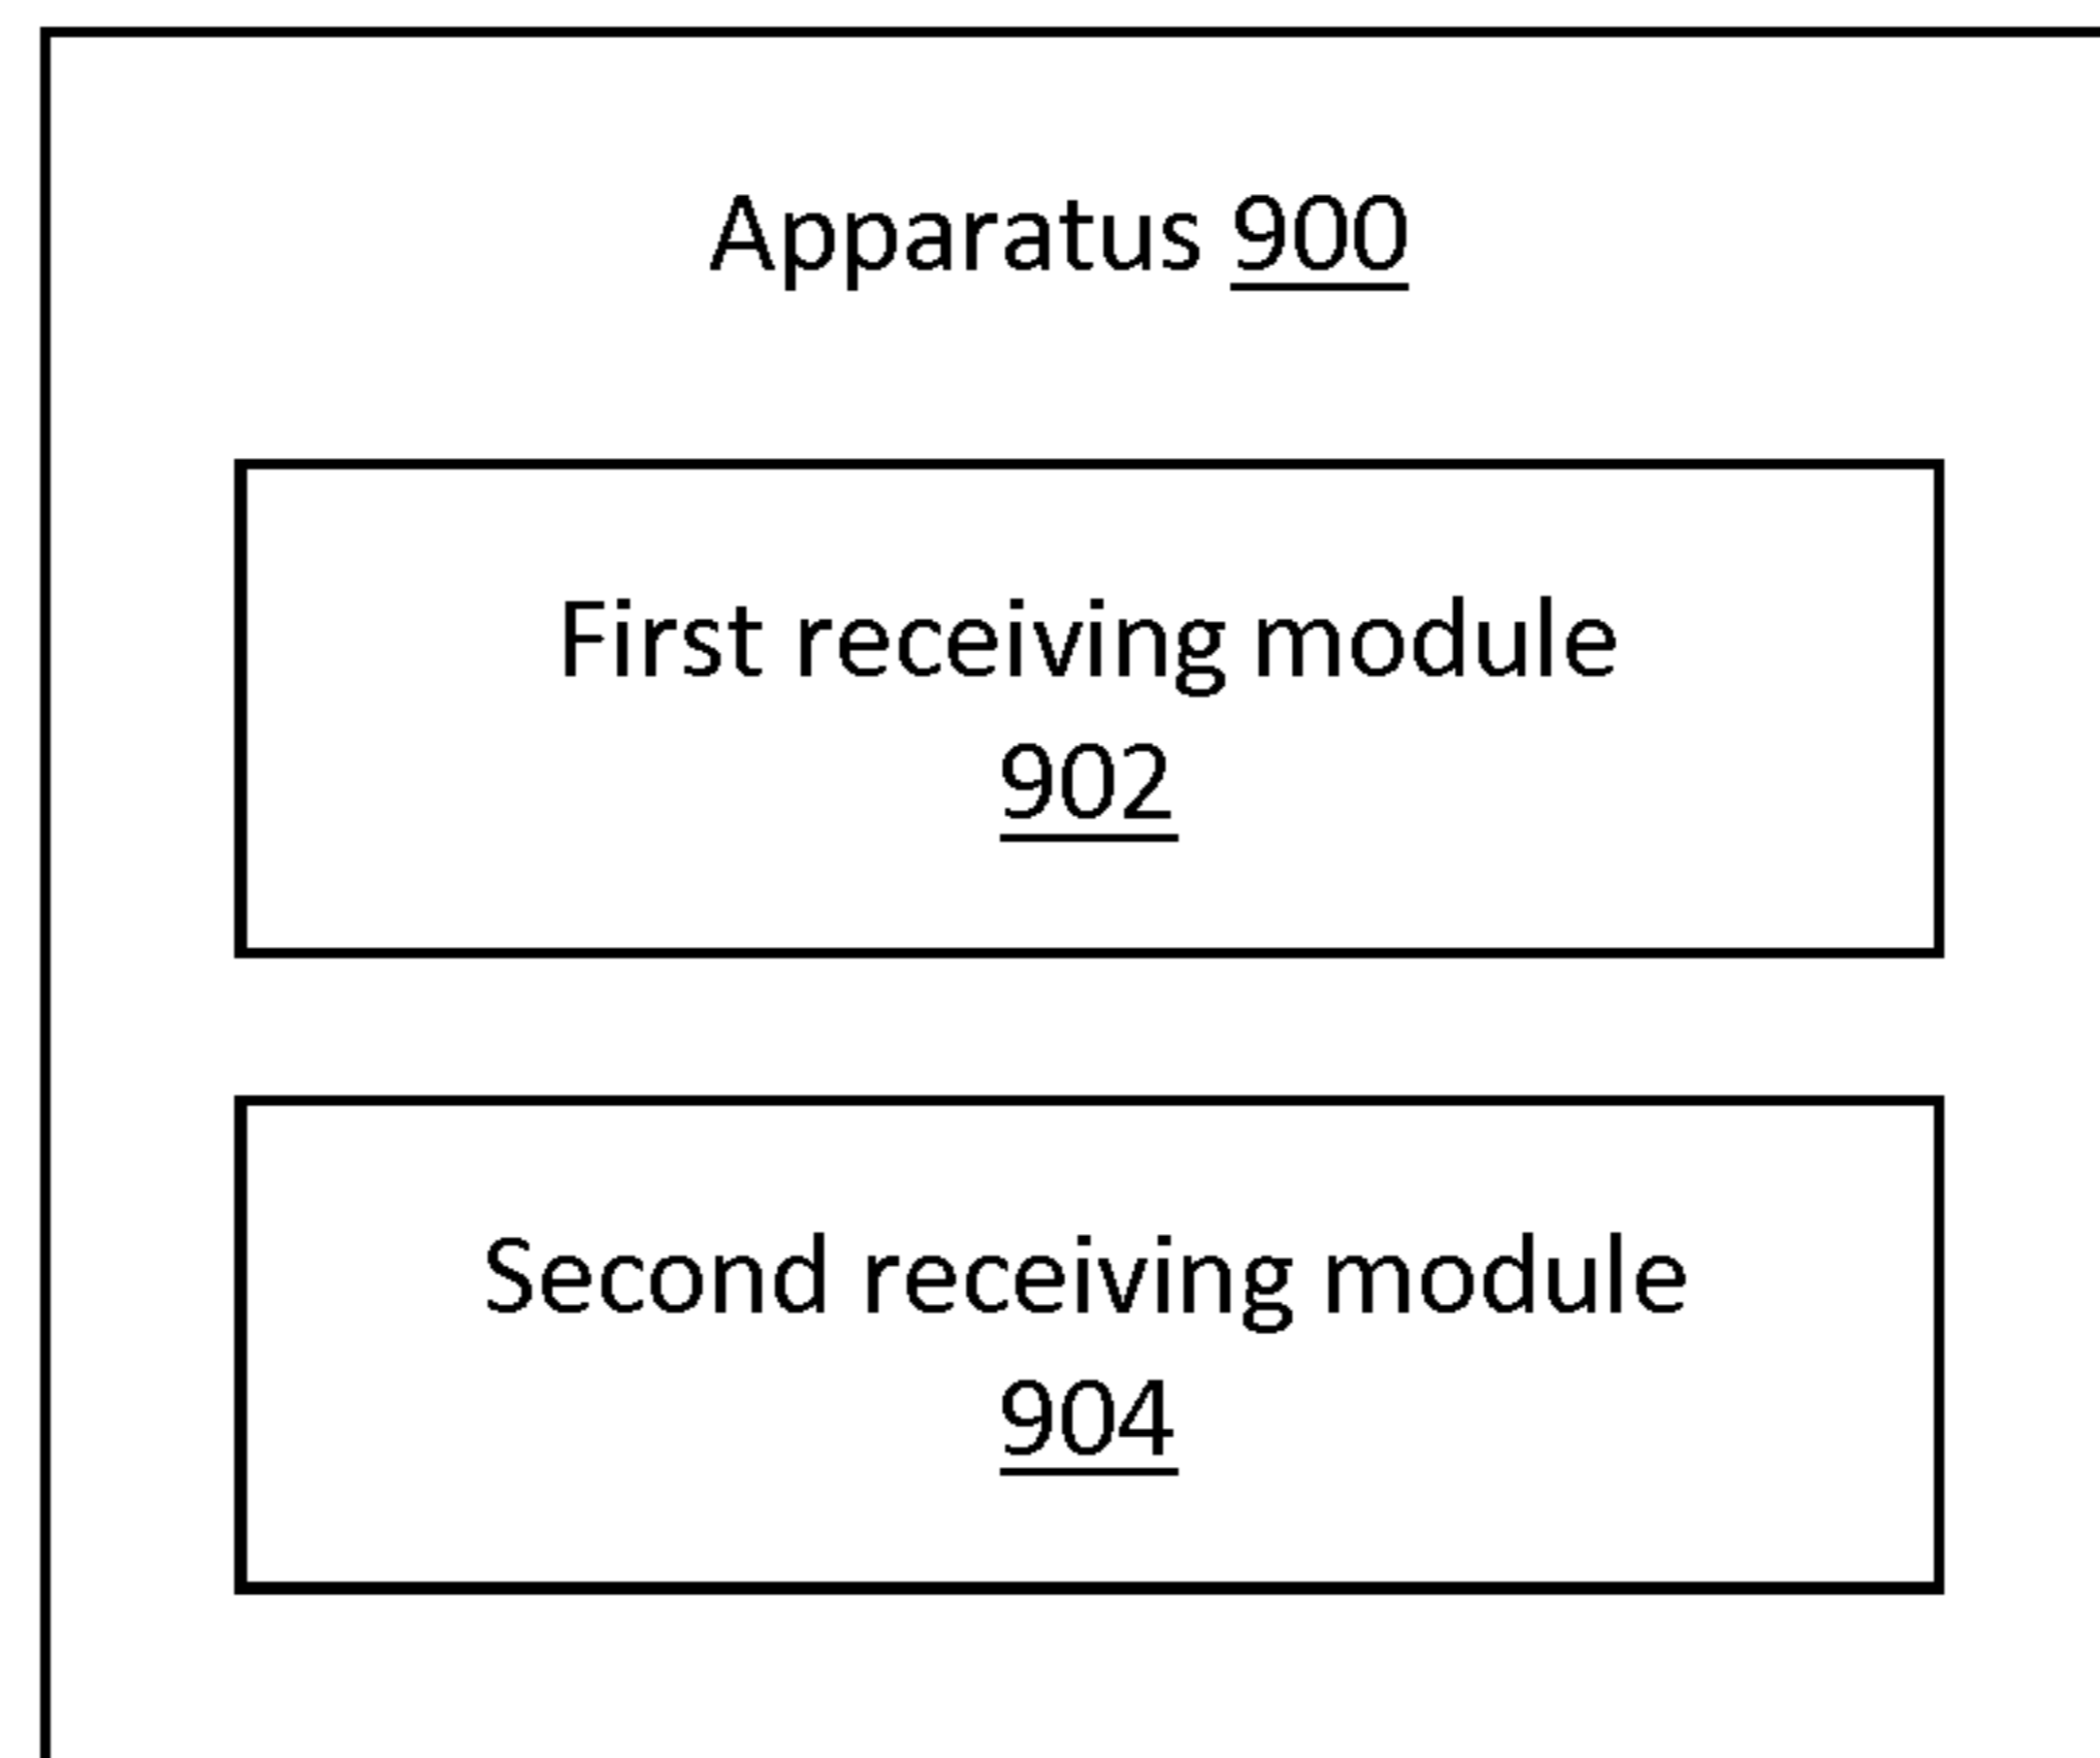 Apparatus 900
First receiving module
902
Second receiving module
904